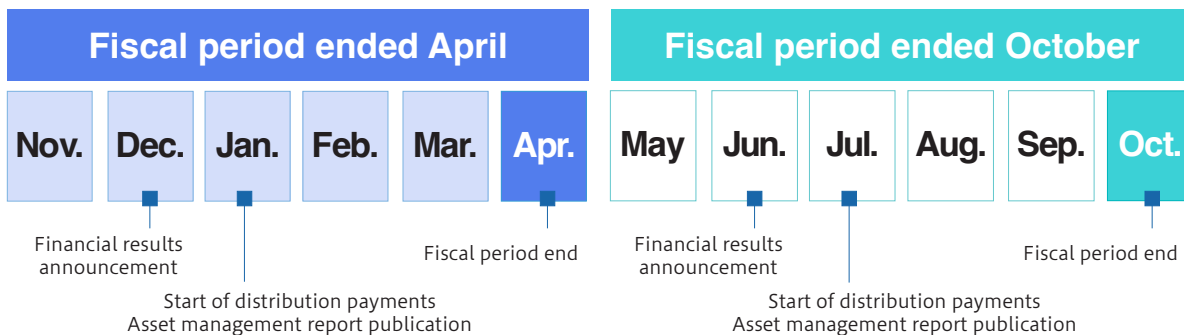 Fiscal period ended April
Nov. Dec. Jan. Feb. Mar. Apr.
Financial results
announcement
Fiscal period end
Start of distribution payments
Asset management report publication
Fiscal period ended October
May Jun. Jul. Aug. Sep. Oct.
Financial results
announcement
Fiscal period end
Start of distribution payments
Asset management report publication